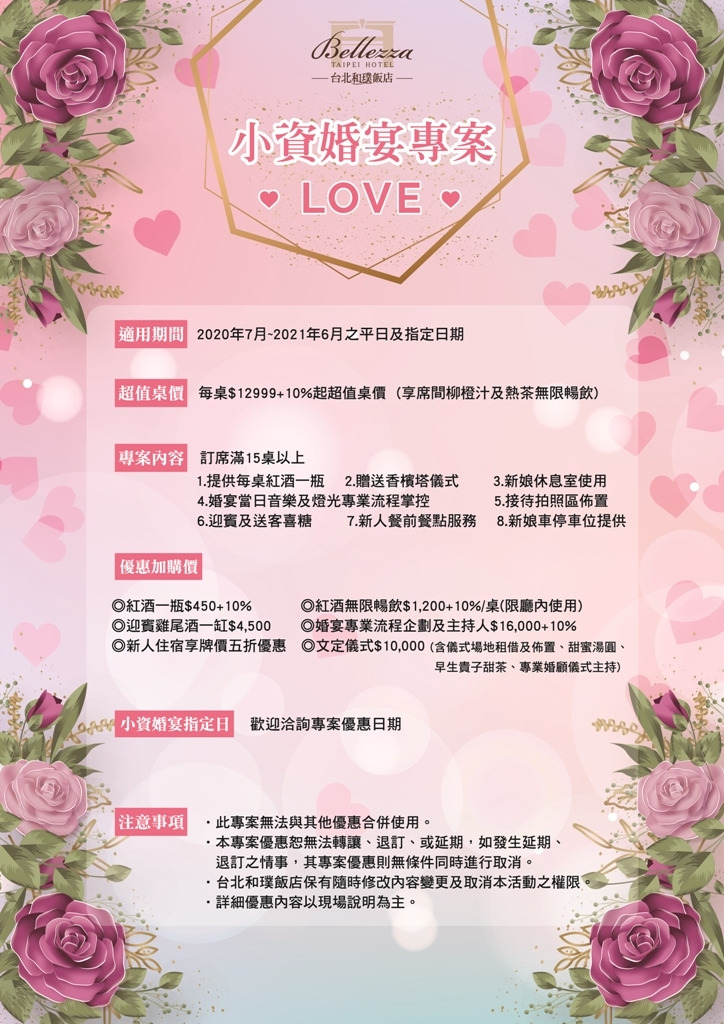 Bellezza
TAIPEI HOTEL
台北和璞飯店
小資婚宴專案
LOVE
適用期間 2020年7月~2021年6月之平日及指定日期
超值桌價 每桌$12999+10%起超值桌價（享席間柳橙汁及熱茶無限暢飲）
專案內容 訂席滿15桌以上
1.提供每桌紅酒一瓶 2.贈送香檳塔儀式 3.新娘休息室使用
4.婚宴當日音樂及燈光專業流程掌控 5.接待拍照區佈置
6.迎賓及送客喜糖 7.新人餐前餐點服務 8.新娘車停車位提供
優惠加購價
◎紅酒一瓶$450+10% ◎紅酒無限暢飲$1,200+10%/桌(限廳內使用)
◎迎賓雞尾酒一缸$4,500 ◎婚宴專業流程企劃及主持人$16,000+10%
◎新人住宿享牌價五折優惠 ◎文定儀式$10,000（含儀式場地租借及佈置、甜蜜湯圓、
早生貴子甜茶、專業婚顧儀式主持）
小資婚宴指定日 歡迎洽詢專案優惠日期
注意事項 ・此專案無法與其他優惠合併使用。
・本專案優惠恕無法轉讓、退訂、或延期，如發生延期、
退訂之情事，其專案優惠則無條件同時進行取消。
・台北和璞飯店保有隨時修改內容變更及取消本活動之權限。
・詳細優惠內容以現場說明為主。